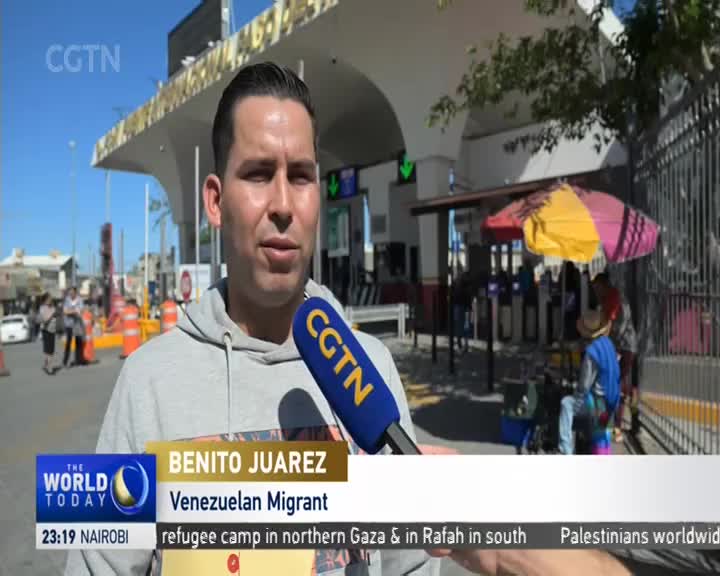 CGTN
CGTN
BENITO JUAREZ
THE
WORLD
TODAY
Venezuelan Migrant
23:19 NAIROBI
refugee camp in northern Gaza & in Rafah in south Palestinians worldwid